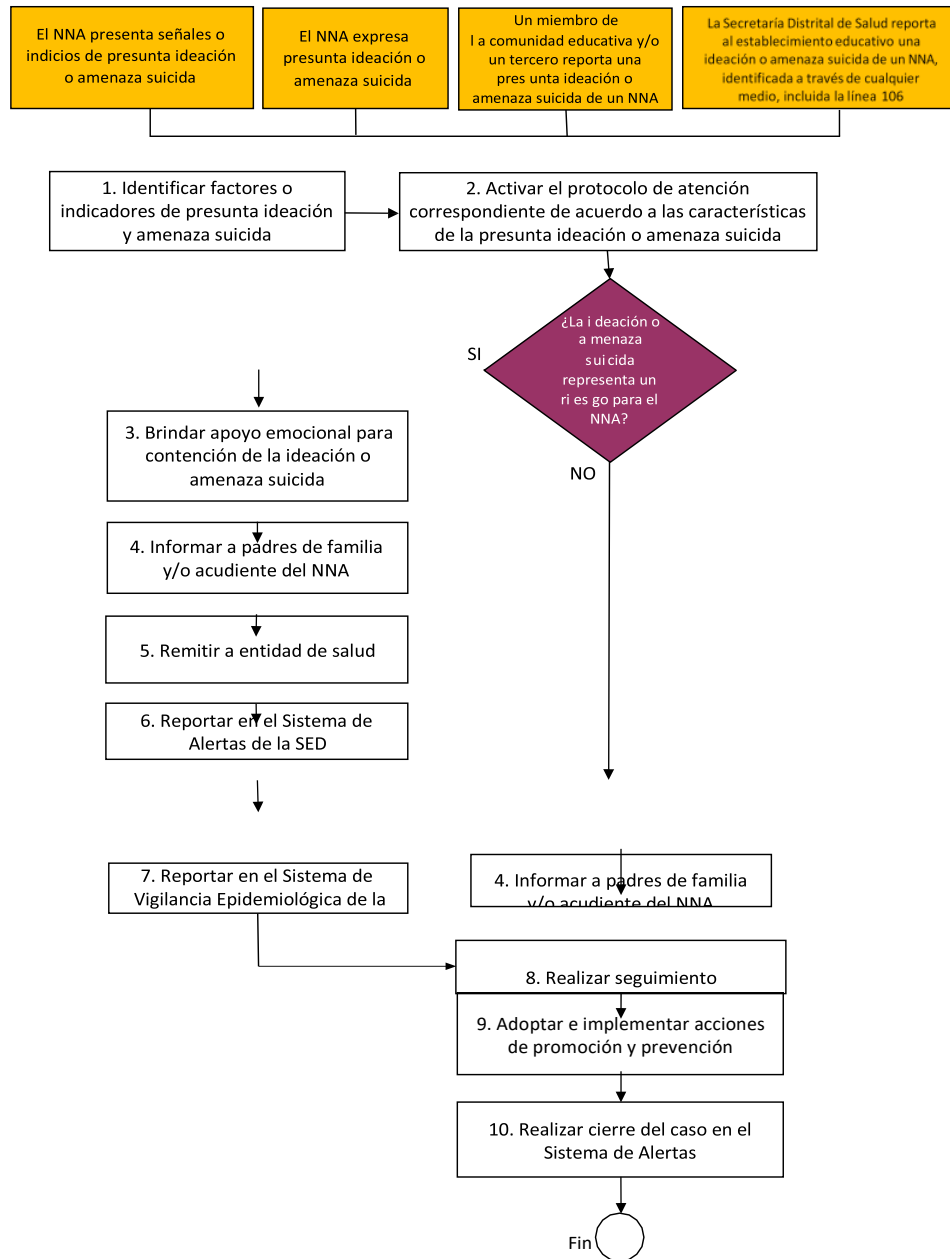 El NNA presenta señales o
indicios de presunta ideación
o amenaza suicida
El NNA expresa
presunta ideación o
amenaza suicida
Un miembro de
l a comunidad educativa y/o
un tercero reporta una
pres unta ideación o
amenaza suicida de un NNA
La Secretaría Distrital de Salud reporta
al establecimiento educativo una
ideación o amenaza suicida de un NNA,
identificada a través de cualquier
medio, incluida la línea 106
1. Identificar factores o
indicadores de presunta ideación
y amenaza suicida
2. Activar el protocolo de atención
correspondiente de acuerdo a las características
de la presunta ideación o amenaza suicida
¿La i deación o
a menaza
sui cida
representa un
ri es go para el
NNA?
SI
NO
3. Brindar apoyo emocional para
contención de la ideación o
amenaza suicida
4. Informar a padres de familia
y/o acudiente del NNA
5. Remitir a entidad de salud
6. Reportar en el Sistema de
Alertas de la SED
7. Reportar en el Sistema de
Vigilancia Epidemiológica de la
4. Informar a padres de familia
y/o acudiente del NNA
8. Realizar seguimiento
9. Adoptar e implementar acciones
de promoción y prevención
10. Realizar cierre del caso en el
Sistema de Alertas
Fin